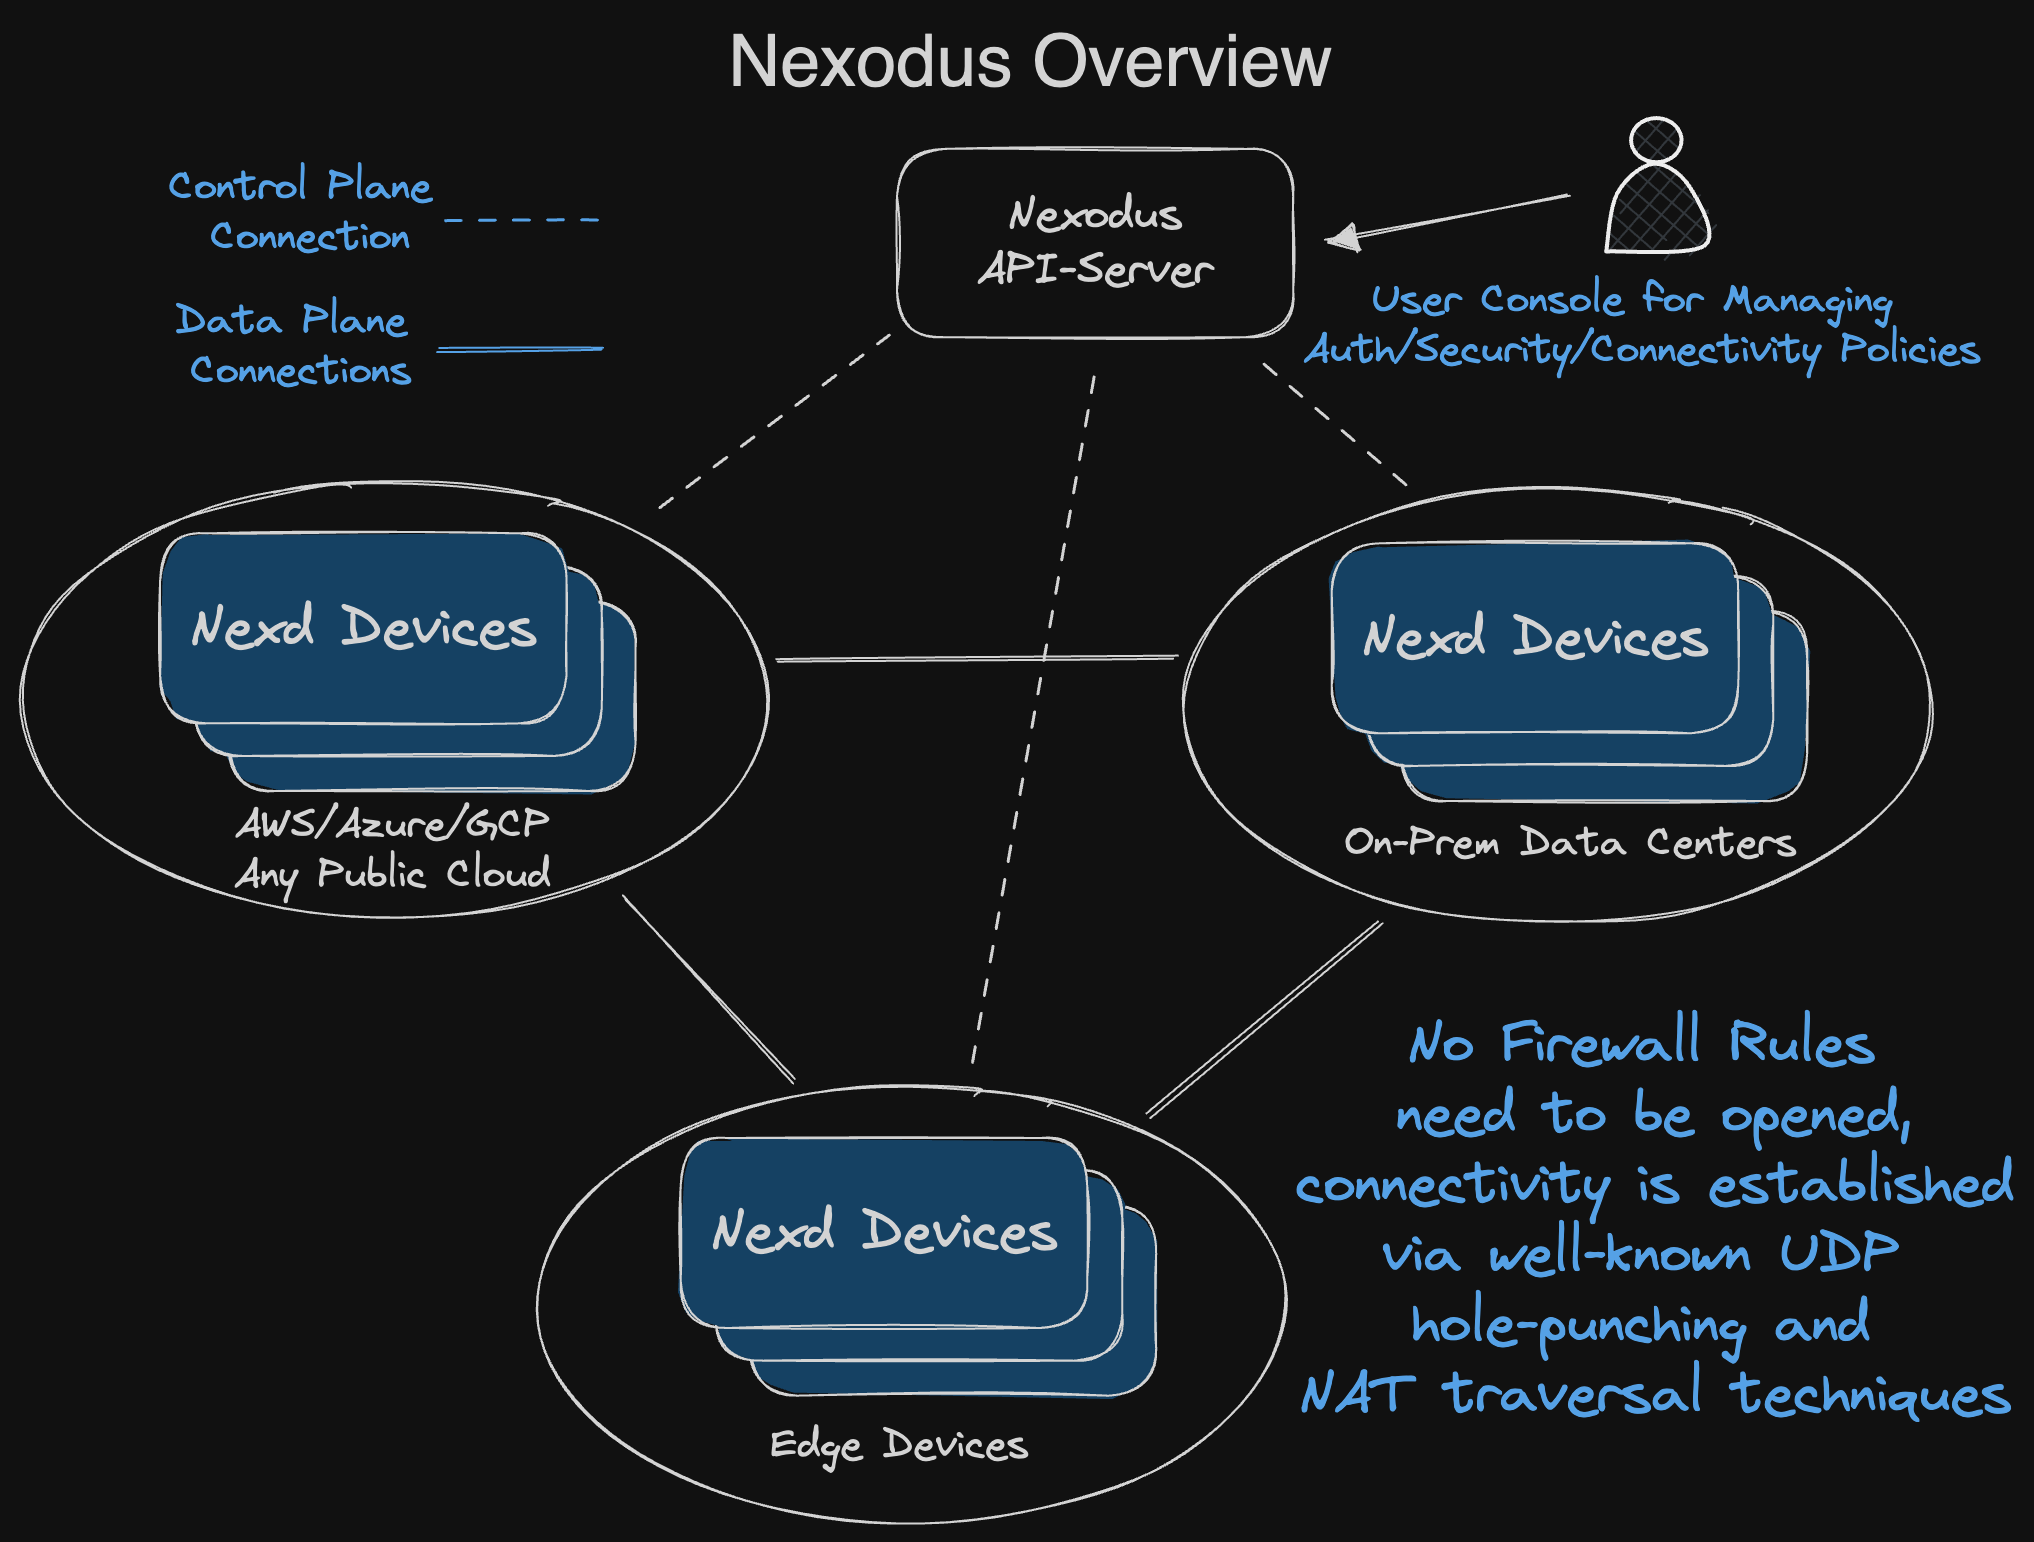 Nexodus Overview
Control Plane
Connection
Data Plane
Connections
Nexodus
API-Server
User Console for Managing
Auth/Security/Connectivity Policies
Nexd Devices
AWS/Azure/GCP
Any Public Cloud
Nexd Devices
On-Prem Data Centers
Nexd Devices
Edge Devices
No Firewall Rules
need to be opened,
connectivity is established
via well-known UDP
hole-punching and
NAT traversal techniques